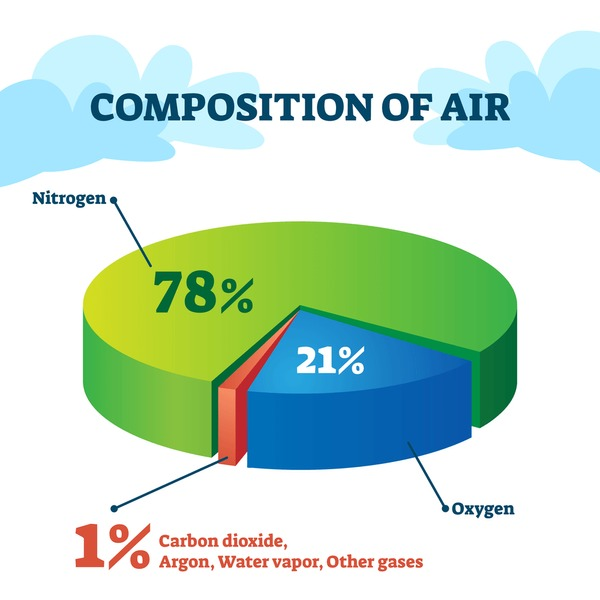 COMPOSITION OF AIR
Nitrogen
78%
21%
Oxygen
1% Carbon dioxide,
Argon, Water vapor, Other gases